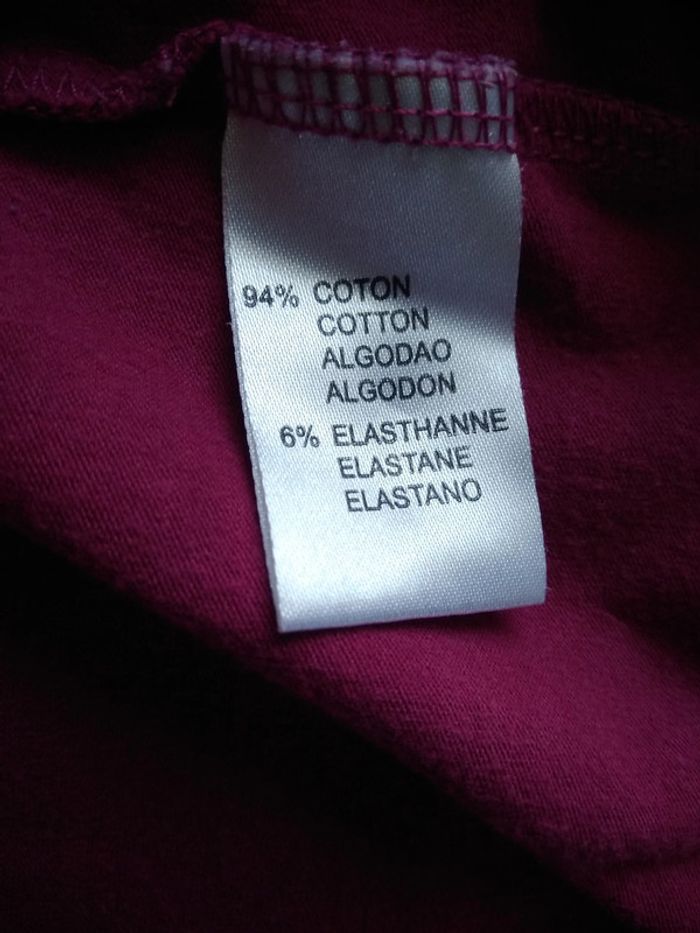 94% COTON
COTTON
ALGODAO
ALGODON
6% ELASTHANNE
ELASTANE
ELASTANO